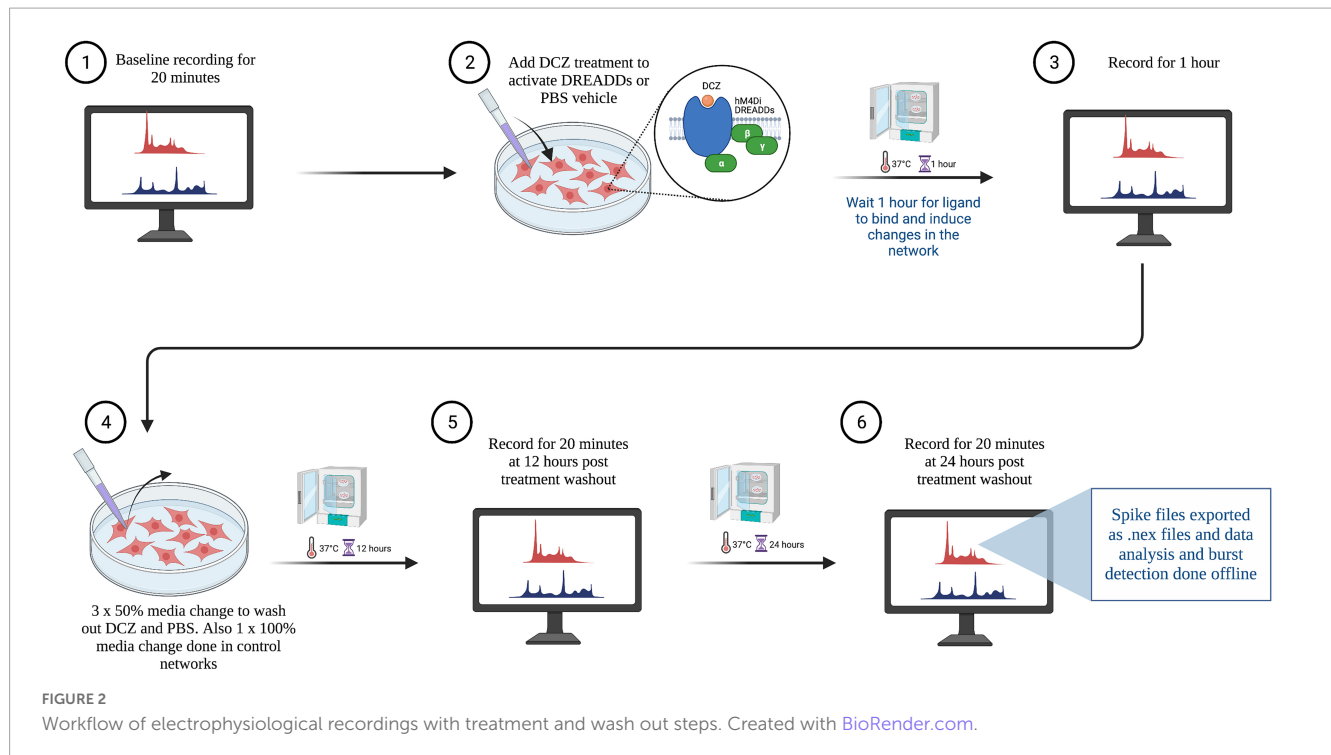 1
Baseline recording for
20 minutes
2
Add DCZ treatment to
activate DREADDs or
PBS vehicle
DCZ
hM4Di
DREADDs
β
γ
α
37°C 1 hour
Wait 1 hour for ligand
to bind and induce
changes in the
network
3
Record for 1 hour
4
3 x 50% media change to wash
out DCZ and PBS. Also 1 x 100%
media change done in control
networks
37°C 12 hours
5
Record for 20 minutes
at 12 hours post
treatment washout
37°C 24 hours
6
Record for 20 minutes
at 24 hours post
treatment washout
Spike files exported
as .nex files and data
analysis and burst
detection done offline
FIGURE 2
Workflow of electrophysiological recordings with treatment and wash out steps. Created with BioRender.com.